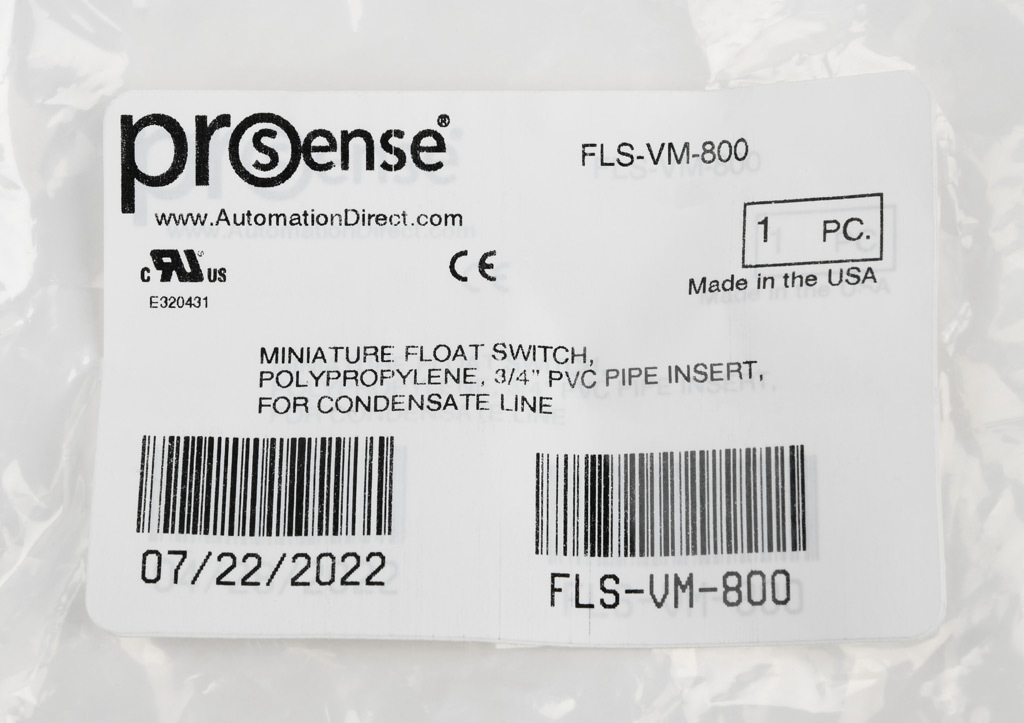 prosense®
FLS-VM-800
www.AutomationDirect.com
1 PC.
Made in the USA
c RU US
E320431
CE
MINIATURE FLOAT SWITCH,
POLYPROPYLENE, 3/4" PVC PIPE INSERT,
FOR CONDENSATE LINE
07/22/2022
FLS-VM-800